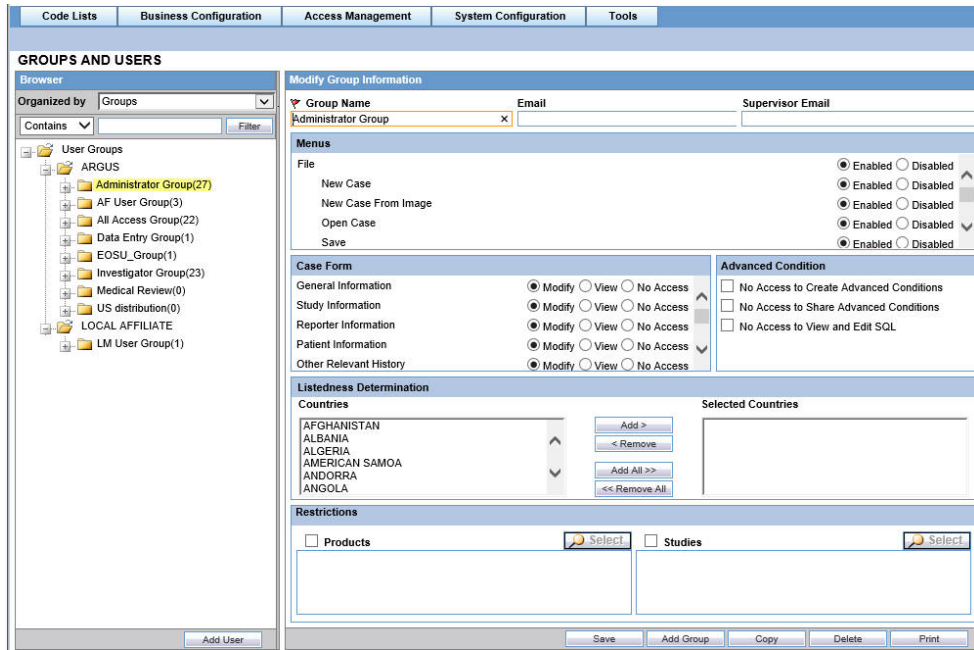 Code Lists Business Configuration Access Management System Configuration Tools
GROUPS AND USERS
Browser
Organized by Groups
Contains Filter
User Groups
ARGUS
Administrator Group(27)
AF User Group(3)
All Access Group(22)
Data Entry Group(1)
EOSU_Group(1)
Investigator Group(23)
Medical Review(0)
US distribution(0)
LOCAL AFFILIATE
LM User Group(1)
Add User
Modify Group Information
Group Name Email Supervisor Email
Administrator Group
Menus
File Enabled Disabled
New Case Enabled Disabled
New Case From Image Enabled Disabled
Open Case Enabled Disabled
Save Enabled Disabled
Case Form
General Information Modify View No Access
Study Information Modify View No Access
Reporter Information Modify View No Access
Patient Information Modify View No Access
Other Relevant History Modify View No Access
Advanced Condition
No Access to Create Advanced Conditions
No Access to Share Advanced Conditions
No Access to View and Edit SQL
Listedness Determination
Countries
AFGHANISTAN
ALBANIA
ALGERIA
AMERICAN SAMOA
ANDORRA
ANGOLA
Add >
< Remove
Add All >>
<< Remove All
Selected Countries
Restrictions
Products Select Studies Select
Save Add Group Copy Delete Print